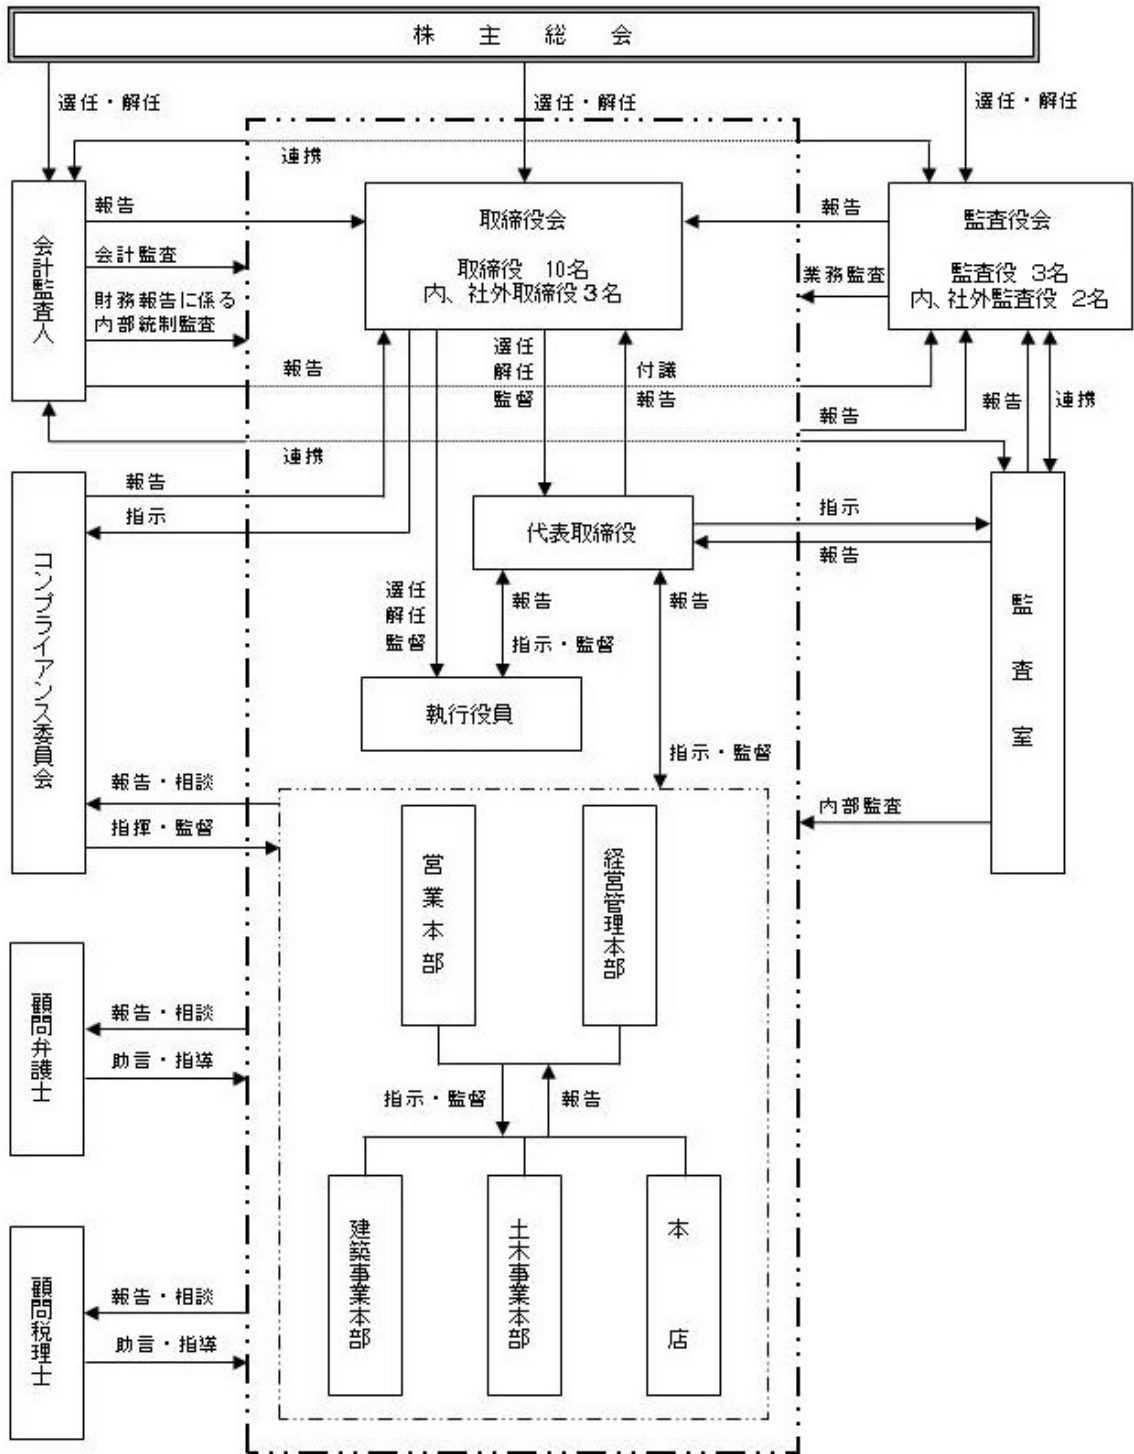 株主総会
選任・解任
選任・解任
選任・解任
連携
会計監査人
報告
会計監査
財務報告に係る
内部統制監査
取締役会
取締役 10名
内、社外取締役3名
報告
業務監査
監査役会
監査役 3名
内、社外監査役 2名
報告
選任
解任
監督
付議
報告
報告
報告
連携
連携
報告
指示
代表取締役
指示
報告
コンプライアンス委員会
選任
解任
監督
報告
指示・監督
報告
監査室
執行役員
指示・監督
報告・相談
指揮・監督
内部監査
営業本部
経営管理本部
顧問弁護士
報告・相談
助言・指導
指示・監督
報告
建築事業本部
土木事業本部
本店
顧問税理士
報告・相談
助言・指導